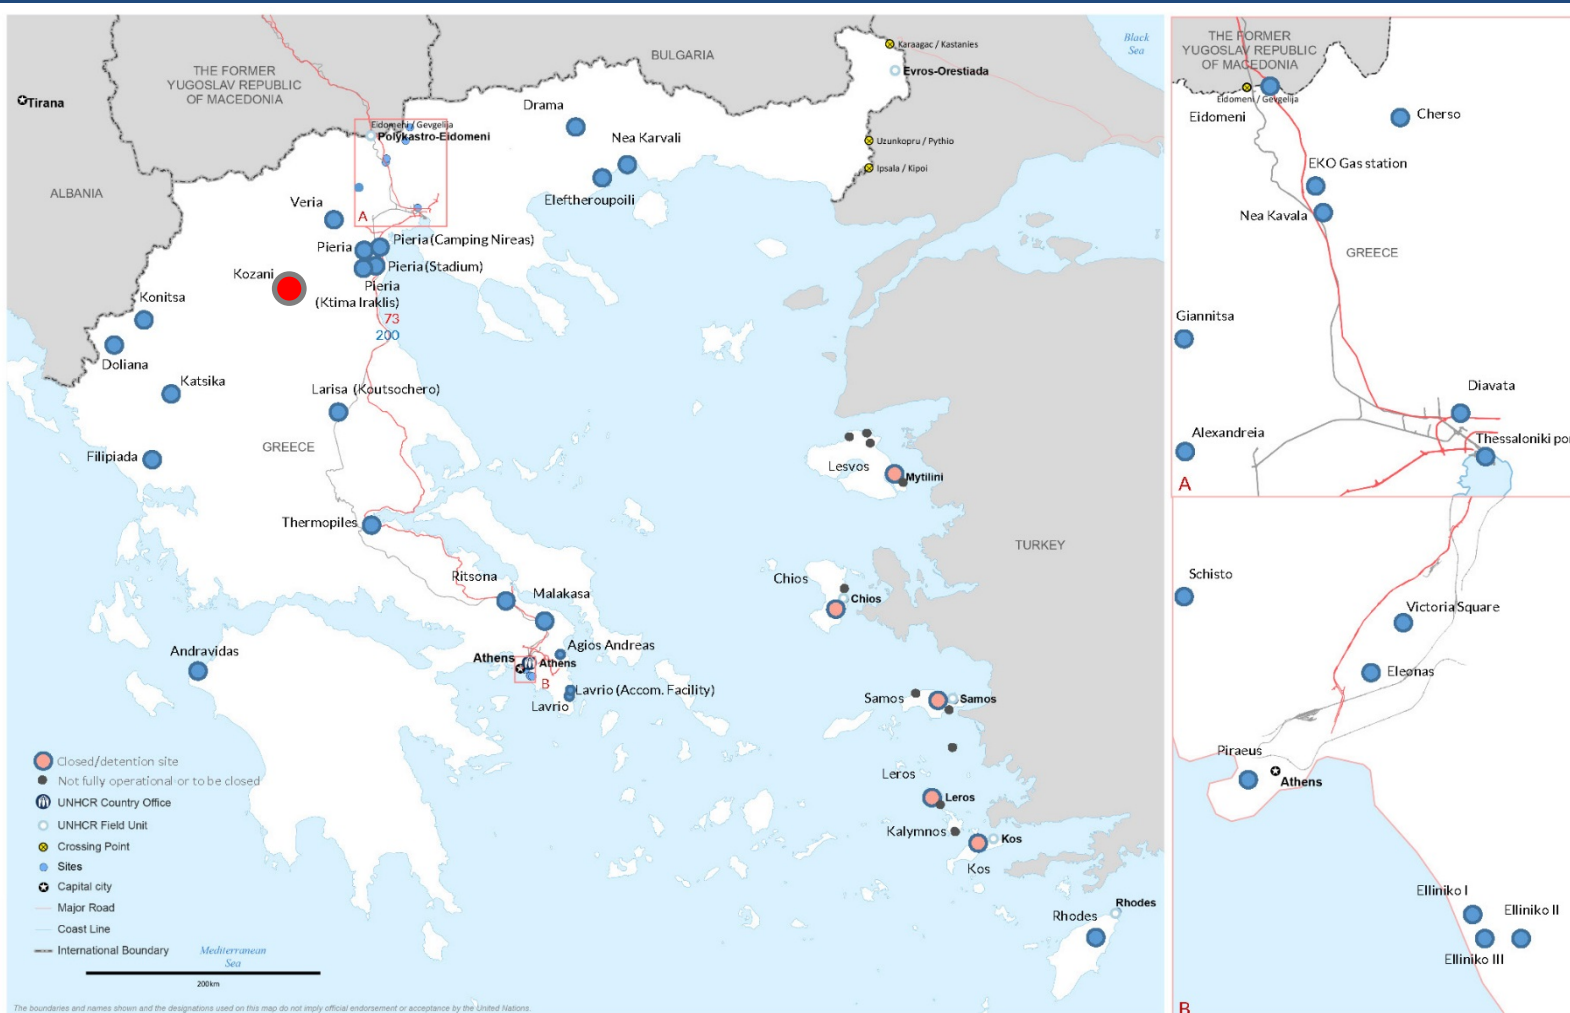 BULGARIA
Black
Sea
Karaagac / Kastanies
Evros-Orestiada
THE FORMER
YUGOSLAV REPUBLIC
OF MACEDONIA
Tirana
Drama
Eidomeni / Gevgelija
Polykastro-Eidomeni
Nea Karvali
Uzunkopru / Pythio
Ipsala / Kipoi
ALBANIA
Eleftheroupoili
Veria
A
Pieria
Pieria (Camping Nireas)
Kozani
Pieria (Stadium)
Pieria
(Ktima Iraklis)
73
200
Konitsa
Doliana
Katsika
Larisa (Koutsochero)
GREECE
Filipiada
Lesvos
Mytilini
Thermopiles
TURKEY
Ritsona
Malakasa
Chios
Chios
Andravidas
Agios Andreas
Athens
Athens
B
Lavrio (Accom. Facility)
Lavrio
Samos
Samos
Leros
Leros
Kalymnos
Kos
Kos
Rhodes
Rhodes
Closed/detention site
Not fully operational or to be closed
UNHCR Country Office
UNHCR Field Unit
Crossing Point
Sites
Capital city
Major Road
Coast Line
International Boundary
Mediterranean
Sea
200km
The boundaries and names shown and the designations used on this map do not imply official endorsement or acceptance by the United Nations.
THE FORMER
YUGOSLAV REPUBLIC
OF MACEDONIA
Eidomeni / Gevgelija
Eidomeni
Cherso
EKO Gas station
Nea Kavala
GREECE
Giannitsa
Diavata
Alexandreia
Thessaloniki por
A
Schisto
Victoria Square
Eleonas
Piraeus
Athens
Elliniko I
Elliniko II
Elliniko III
B